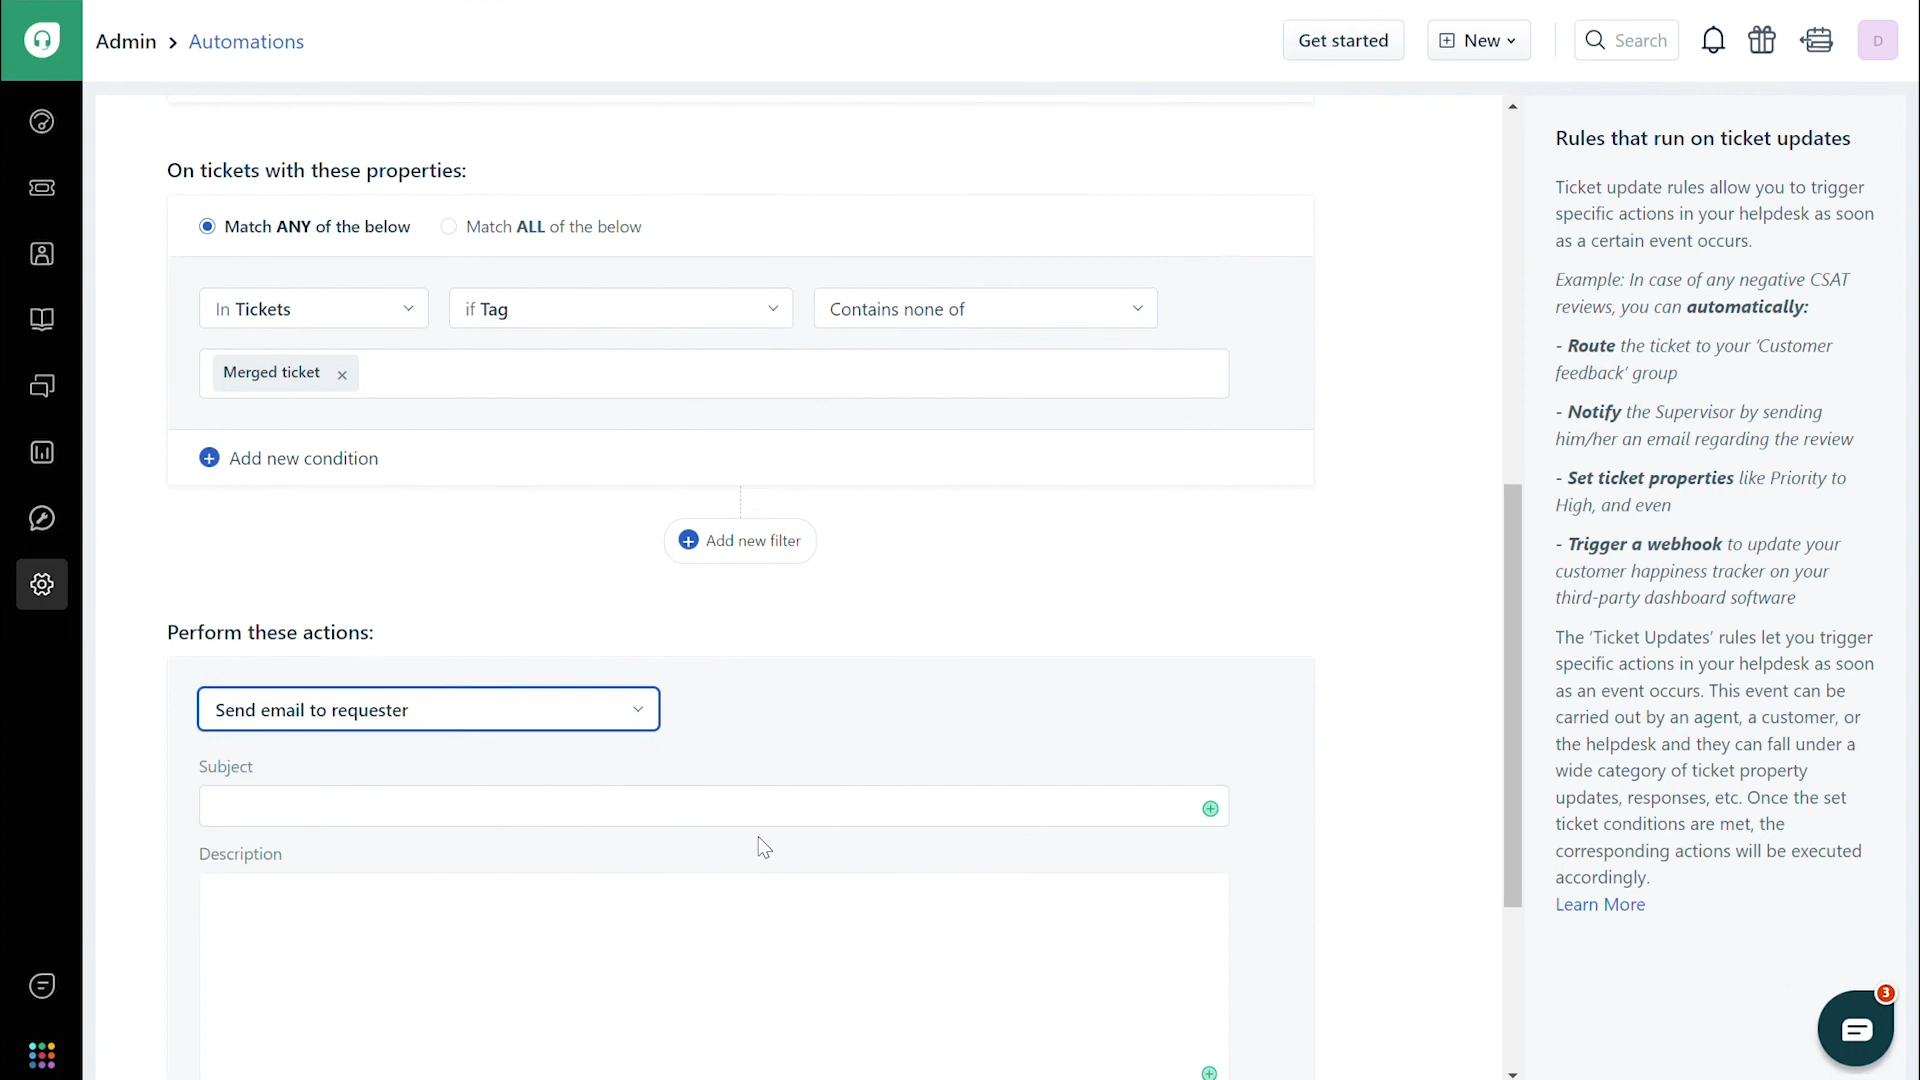 Admin > Automations
Get started
New
Search
D
On tickets with these properties:
Match ANY of the below
Match ALL of the below
In Tickets
if Tag
Contains none of
Merged ticket ×
Add new condition
Add new filter
Perform these actions:
Send email to requester
Subject
Description
Rules that run on ticket updates
Ticket update rules allow you to trigger
specific actions in your helpdesk as soon
as a certain event occurs.
Example: In case of any negative CSAT
reviews, you can automatically:
- Route the ticket to your ‘Customer
feedback’ group
- Notify the Supervisor by sending
him/her an email regarding the review
- Set ticket properties like Priority to
High, and even
- Trigger a webhook to update your
customer happiness tracker on your
third-party dashboard software
The ‘Ticket Updates’ rules let you trigger
specific actions in your helpdesk as soon
as an event occurs. This event can be
carried out by an agent, a customer, or
the helpdesk and they can fall under a
wide category of ticket property
updates, responses, etc. Once the set
ticket conditions are met, the
corresponding actions will be executed
accordingly.
Learn More
3